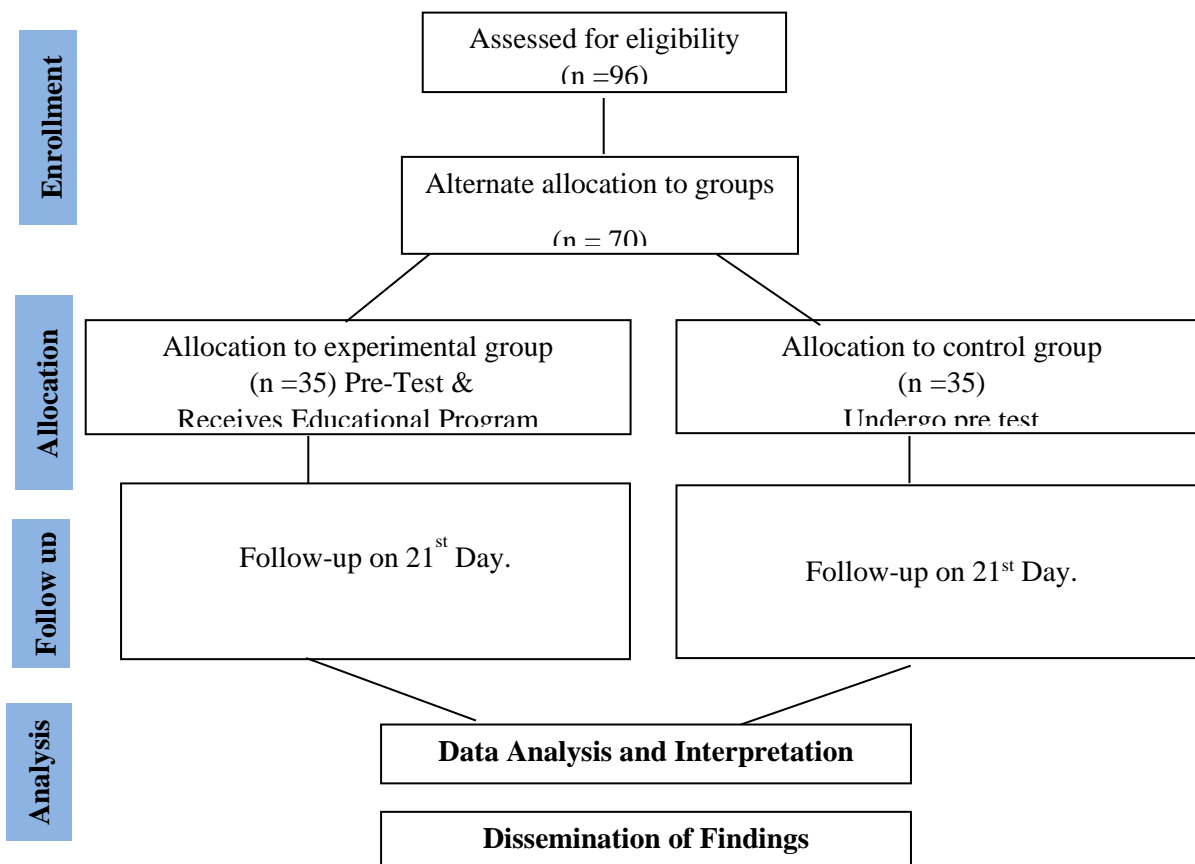 Enrollment
Assessed for eligibility
(n =96)
Alternate allocation to groups
(n = 70)
Allocation
Allocation to experimental group
(n =35) Pre-Test &
Receives Educational Program
Allocation to control group
(n =35)
Undergo pre test
Follow up
Follow-up on 21st Day.
Follow-up on 21st Day.
Analysis
Data Analysis and Interpretation
Dissemination of Findings